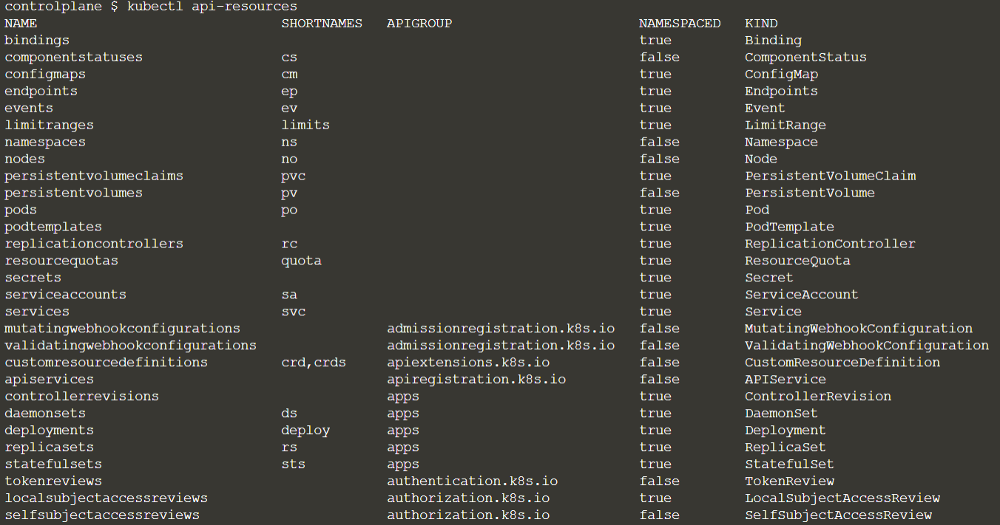 controlplane $ kubectl api-resources
NAME SHORTNAMES APIGROUP NAMESPACED KIND
bindings true Binding
componentstatuses cs false ComponentStatus
configmaps cm true ConfigMap
endpoints ep true Endpoints
events ev true Event
limitranges limits true LimitRange
namespaces ns false Namespace
nodes no false Node
persistentvolumeclaims pvc true PersistentVolumeClaim
persistentvolumes pv false PersistentVolume
pods po true Pod
podtemplates true PodTemplate
replicationcontrollers rc true ReplicationController
resourcequotas quota true ResourceQuota
secrets true Secret
serviceaccounts sa true ServiceAccount
services svc true Service
mutatingwebhookconfigurations admissionregistration.k8s.io false MutatingWebhookConfiguration
validatingwebhookconfigurations admissionregistration.k8s.io false ValidatingWebhookConfiguration
customresourcedefinitions crd,crds apiextensions.k8s.io false CustomResourceDefinition
apiservices apiregistration.k8s.io false APIService
controllerrevisions apps true ControllerRevision
daemonsets ds apps true DaemonSet
deployments deploy apps true Deployment
replicasets rs apps true ReplicaSet
statefulsets sts apps true StatefulSet
tokenreviews authentication.k8s.io false TokenReview
localsubjectaccessreviews authorization.k8s.io true LocalSubjectAccessReview
selfsubjectaccessreviews authorization.k8s.io false SelfSubjectAccessReview